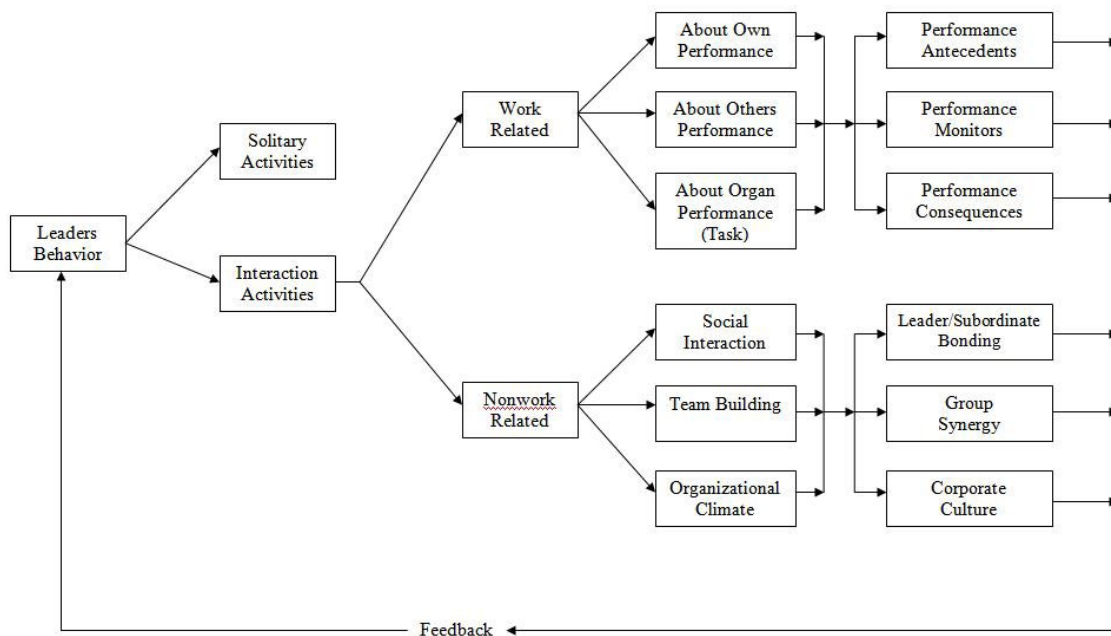 About Own
Performance
Performance
Antecedents
Work
Related
About Others
Performance
Performance
Monitors
Solitary
Activities
About Organ
Performance
(Task)
Performance
Consequences
Leaders
Behavior
Interaction
Activities
Social
Interaction
Leader/Subordinate
Bonding
Nonwork
Related
Team Building
Group
Synergy
Organizational
Climate
Corporate
Culture
Feedback